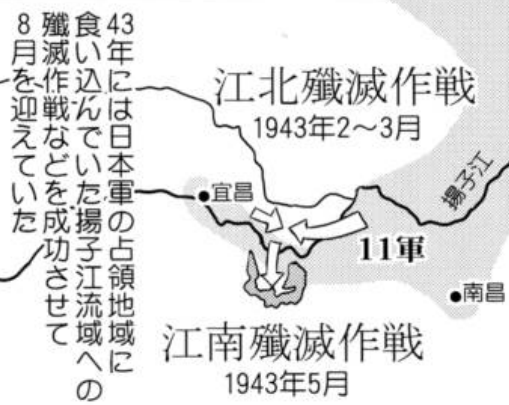 43年には日本軍の占領地域に
食い込んでいた揚子江流域への
殲滅作戦などを成功させて
8月を迎えていた
江北殲滅作戦
1943年2～3月
揚子江
宜昌
11軍
南昌
江南殲滅作戦
1943年5月